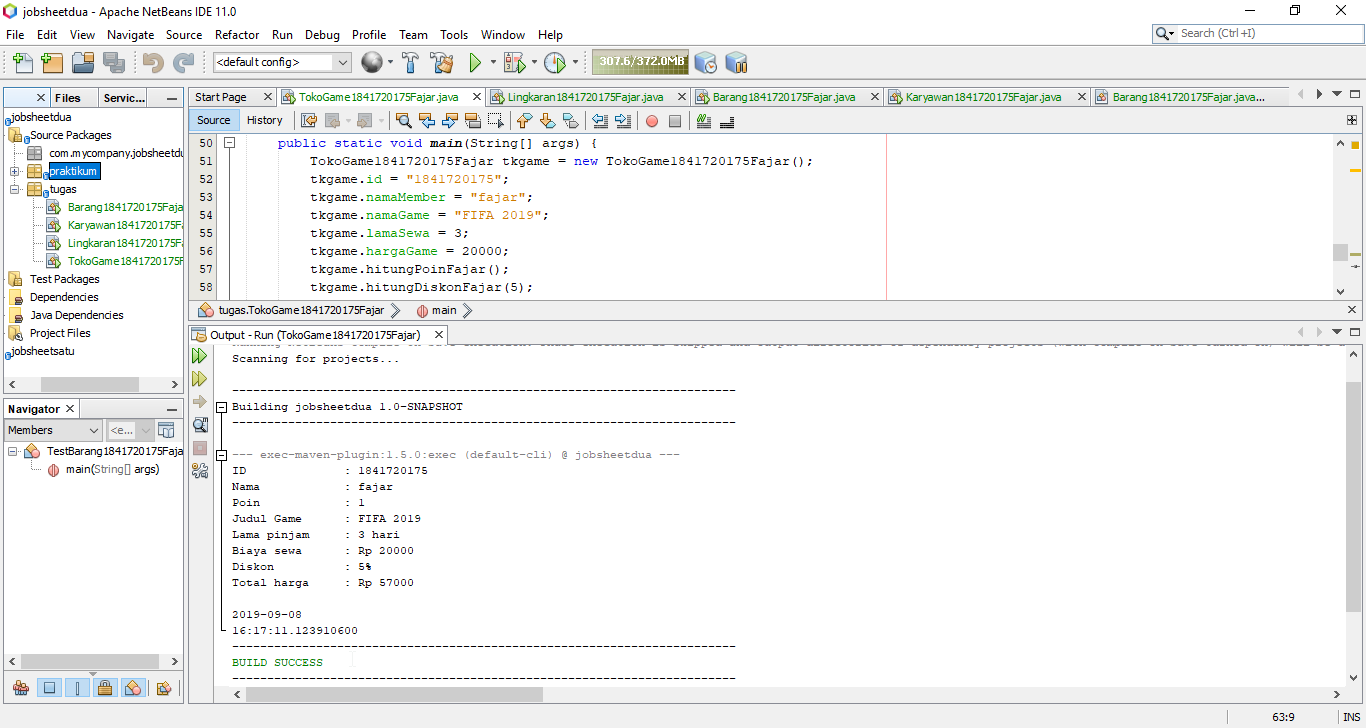 jobsheetdua - Apache NetBeans IDE 11.0
File Edit View Navigate Source Refactor Run Debug Profile Team Tools Window Help
Search (Ctrl+I)
<default config>
307.6/372.0MB
Files Servic...
jobsheetdua
Source Packages
com.mycompany.jobsheetdu
praktikum
tugas
Barang1841720175Faja
Karyawan1841720175Fa
Lingkaran1841720175Fa
TokoGame1841720175F
Test Packages
Dependencies
Java Dependencies
Project Files
jobsheetsatu
Navigator
Members
<e...
TestBarang1841720175Faja
main(String[] args)
Start Page TokoGame1841720175Fajar.java Lingkaran1841720175Fajar.java Barang1841720175Fajar.java Karyawan1841720175Fajar.java Barang1841720175Fajar.java...
Source History
50 public static void main(String[] args) {
51 TokoGame1841720175Fajar tkgame = new TokoGame1841720175Fajar();
52 tkgame.id = "1841720175";
53 tkgame.namaMember = "fajar";
54 tkgame.namaGame = "FIFA 2019";
55 tkgame.lamaSewa = 3;
56 tkgame.hargaGame = 20000;
57 tkgame.hitungPoinFajar();
58 tkgame.hitungDiskonFajar(5);
tugas.TokoGame1841720175Fajar main
Output - Run (TokoGame1841720175Fajar)
Scanning for projects...
------------------------------------------------------------------------
Building jobsheetdua 1.0-SNAPSHOT
------------------------------------------------------------------------
--- exec-maven-plugin:1.5.0:exec (default-cli) @ jobsheetdua ---
ID : 1841720175
Nama : fajar
Poin : 1
Judul Game : FIFA 2019
Lama pinjam : 3 hari
Biaya sewa : Rp 20000
Diskon : 5%
Total harga : Rp 57000
2019-09-08
16:17:11.123910600
------------------------------------------------------------------------
BUILD SUCCESS
------------------------------------------------------------------------
63:9 INS